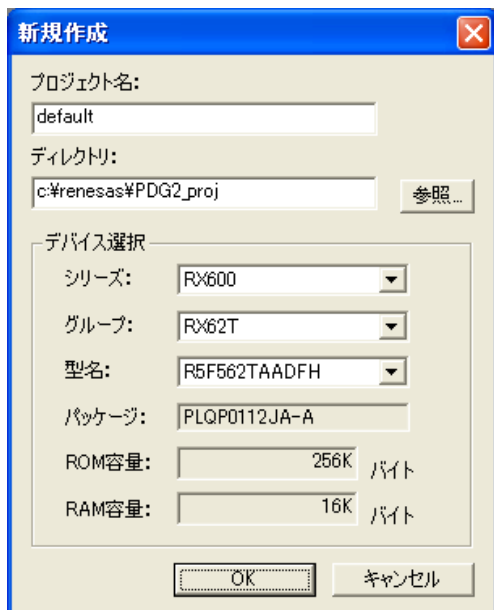 新規作成
プロジェクト名:
default
ディレクトリ:
c:¥renesas¥PDG2_proj
参照...
デバイス選択
シリーズ:
RX600
グループ:
RX62T
型名:
R5F562TAADFH
パッケージ:
PLQP0112JA-A
ROM容量:
256K バイト
RAM容量:
16K バイト
OK キャンセル